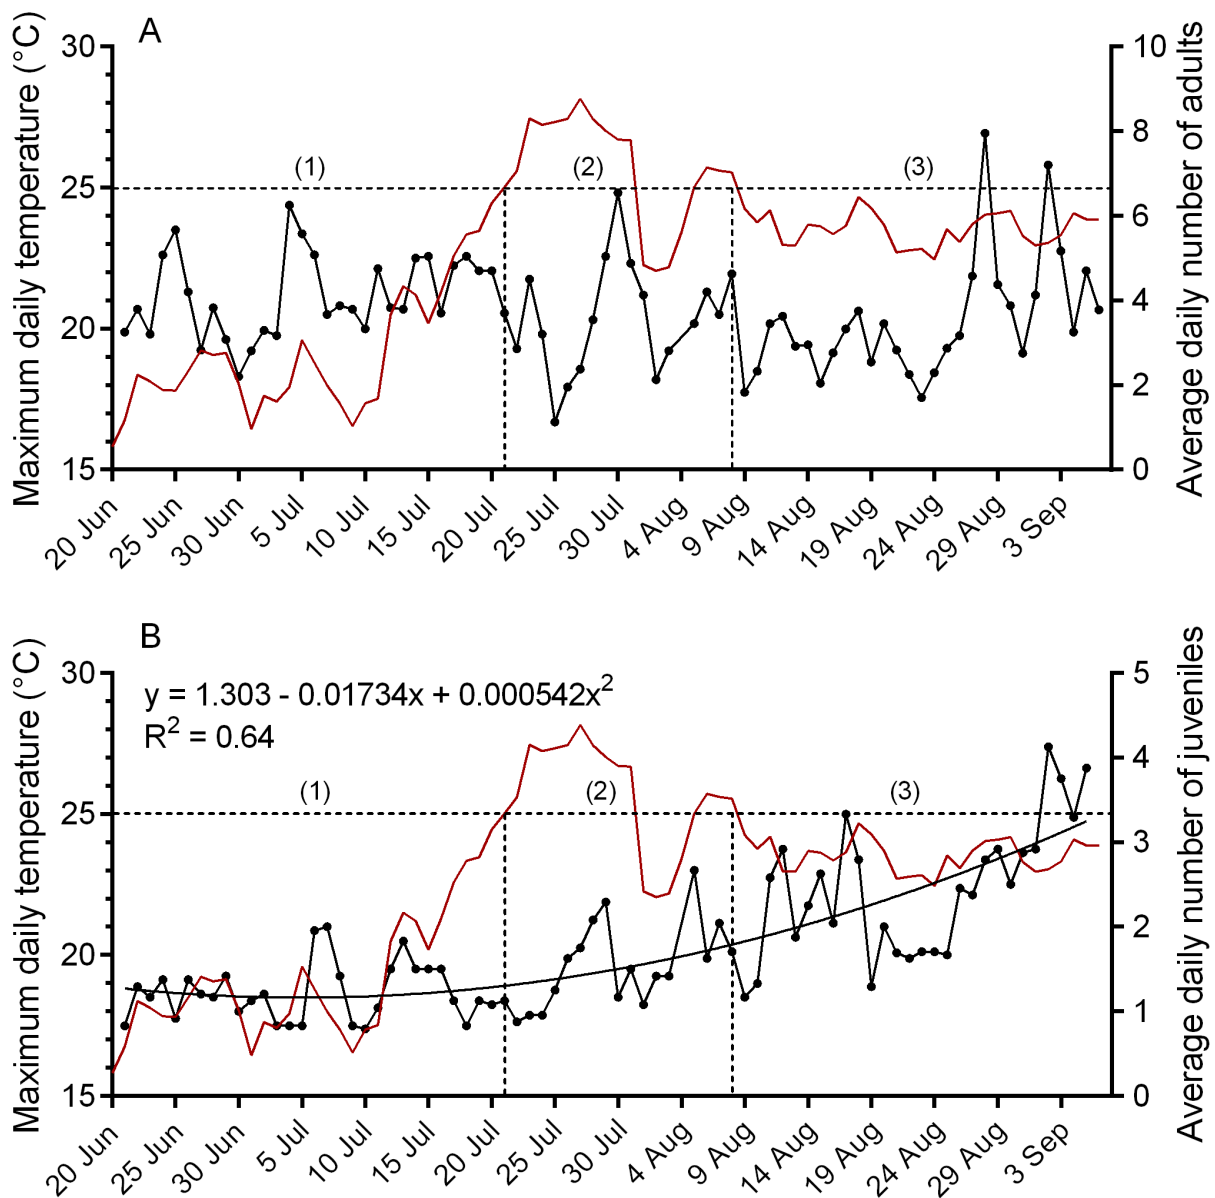 A
Maximum daily temperature (°C)
30
25
20
15
(1)
(2)
(3)
10
8
6
4
2
0
Average daily number of adults
20 Jun
25 Jun
30 Jun
5 Jul
10 Jul
15 Jul
20 Jul
25 Jul
30 Jul
4 Aug
9 Aug
14 Aug
19 Aug
24 Aug
29 Aug
3 Sep
B
Maximum daily temperature (°C)
30
25
20
15
y = 1.303 - 0.01734x + 0.000542x²
R² = 0.64
(1)
(2)
(3)
5
4
3
2
1
0
Average daily number of juveniles
20 Jun
25 Jun
30 Jun
5 Jul
10 Jul
15 Jul
20 Jul
25 Jul
30 Jul
4 Aug
9 Aug
14 Aug
19 Aug
24 Aug
29 Aug
3 Sep